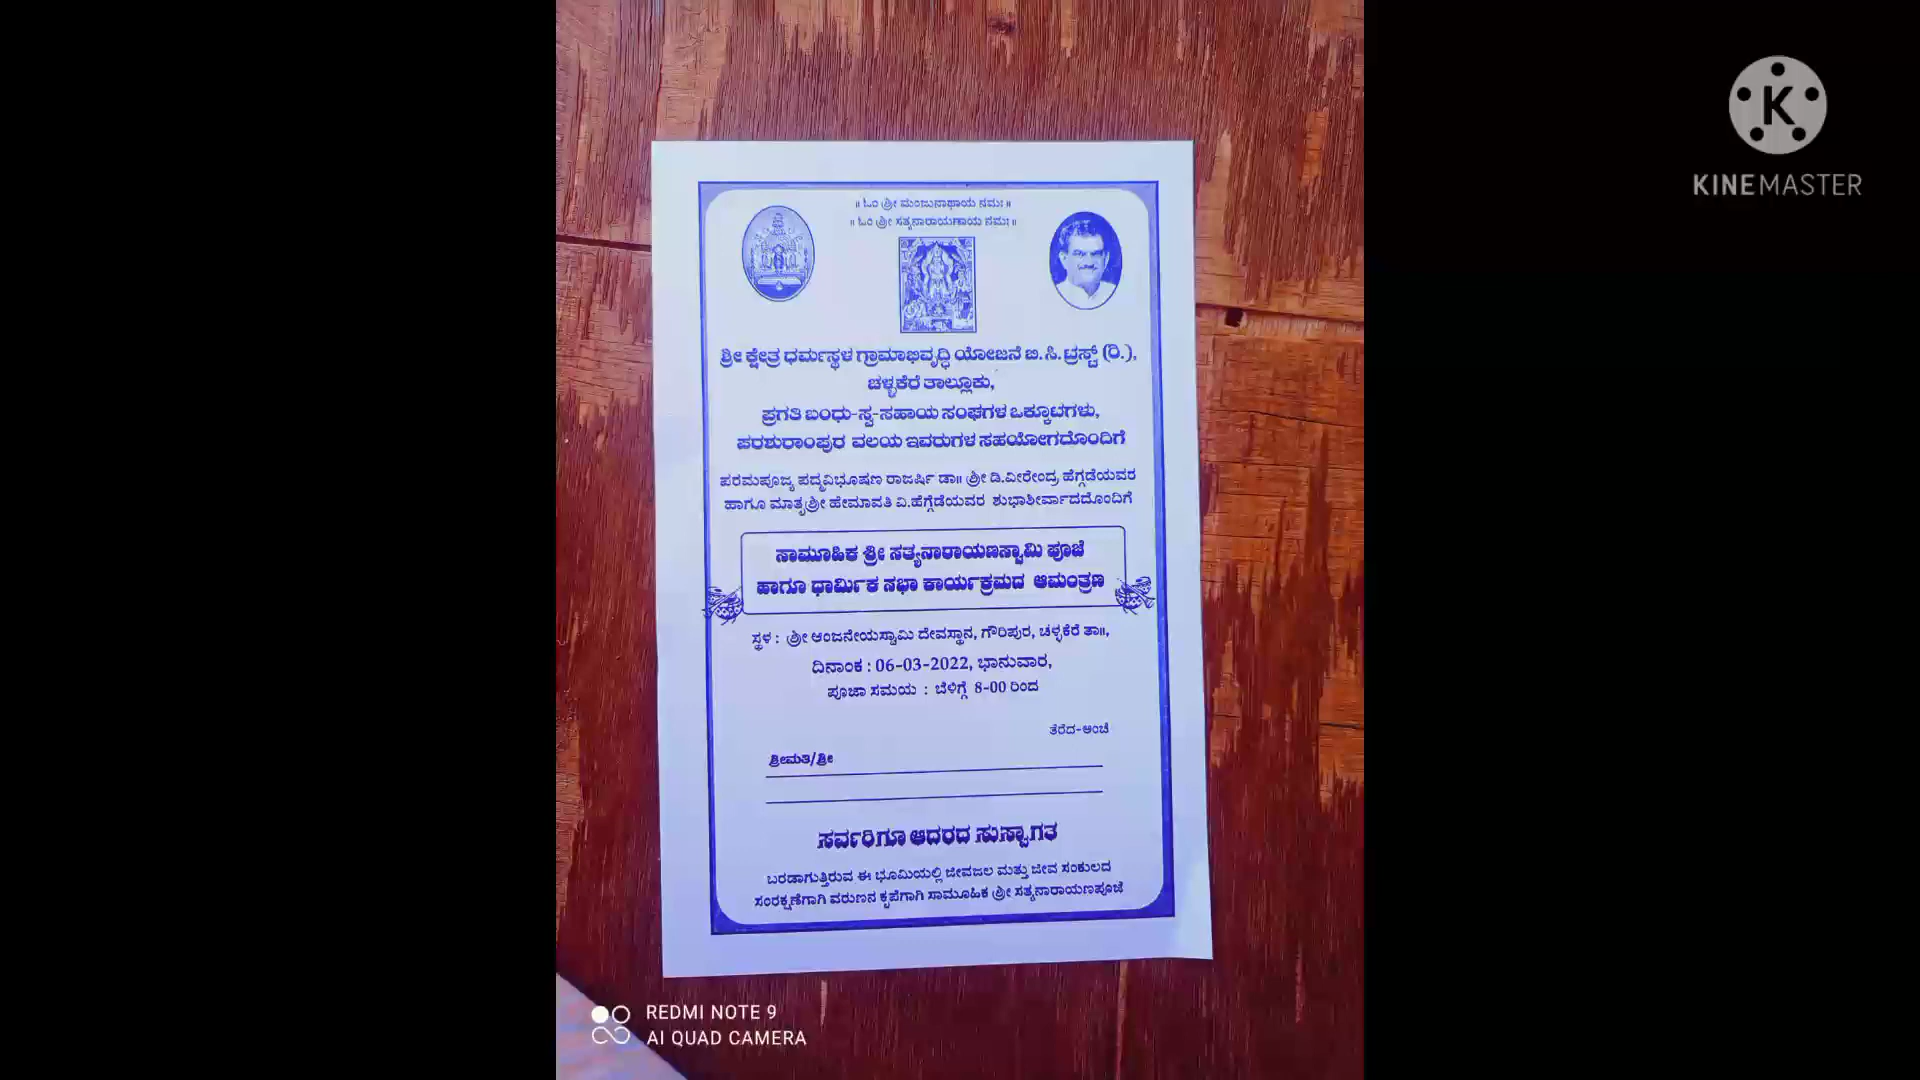 ॥ ಓಂ ಶ್ರೀ ಮಂಜುನಾಥಾಯ ನಮಃ ॥
॥ ಓಂ ಶ್ರೀ ಸತ್ಯನಾರಾಯಣಾಯ ನಮಃ ॥
ಶ್ರೀ ಕ್ಷೇತ್ರ ಧರ್ಮಸ್ಥಳ ಗ್ರಾಮಾಭಿವೃದ್ಧಿ ಯೋಜನೆ ಬಿ.ಸಿ.ಟ್ರಸ್ಟ್ (ರಿ.),
ಚಳ್ಳಕೆರೆ ತಾಲ್ಲೂಕು,
ಪ್ರಗತಿ ಬಂಧು-ಸ್ವ-ಸಹಾಯ ಸಂಘಗಳ ಒಕ್ಕೂಟಗಳು,
ಪರಶುರಾಂಪುರ ವಲಯ ಇವರುಗಳ ಸಹಯೋಗದೊಂದಿಗೆ
ಪರಮಪೂಜ್ಯ ಪದ್ಮವಿಭೂಷಣ ರಾಜರ್ಷಿ ಡಾ॥ ಶ್ರೀ ಡಿ.ವೀರೇಂದ್ರ ಹೆಗ್ಗಡೆಯವರ
ಹಾಗೂ ಮಾತೃಶ್ರೀ ಹೇಮಾವತಿ ವಿ.ಹೆಗ್ಗೆಡೆಯವರ ಶುಭಾಶೀರ್ವಾದದೊಂದಿಗೆ
ಸಾಮೂಹಿಕ ಶ್ರೀ ಸತ್ಯನಾರಾಯಣಸ್ವಾಮಿ ಪೂಜೆ
ಹಾಗೂ ಧಾರ್ಮಿಕ ಸಭಾ ಕಾರ್ಯಕ್ರಮದ ಆಮಂತ್ರಣ
ಸ್ಥಳ : ಶ್ರೀ ಆಂಜನೇಯಸ್ವಾಮಿ ದೇವಸ್ಥಾನ, ಗೌರಿಪುರ, ಚಳ್ಳಕೆರೆ ತಾ॥,
ದಿನಾಂಕ : 06-03-2022, ಭಾನುವಾರ,
ಪೂಜಾ ಸಮಯ : ಬೆಳಿಗ್ಗೆ 8-00 ರಿಂದ
ತೆರೆದ-ಅಂಚೆ
ಶ್ರೀಮತಿ/ಶ್ರೀ
ಸರ್ವರಿಗೂ ಆದರದ ಸುಸ್ವಾಗತ
ಬರಡಾಗುತ್ತಿರುವ ಈ ಭೂಮಿಯಲ್ಲಿ ಜೀವಜಲ ಮತ್ತು ಜೀವ ಸಂಕುಲದ
ಸಂರಕ್ಷಣೆಗಾಗಿ ವರುಣನ ಕೃಪೆಗಾಗಿ ಸಾಮೂಹಿಕ ಶ್ರೀ ಸತ್ಯನಾರಾಯಣಪೂಜೆ
REDMI NOTE 9
AI QUAD CAMERA
KINEMASTER